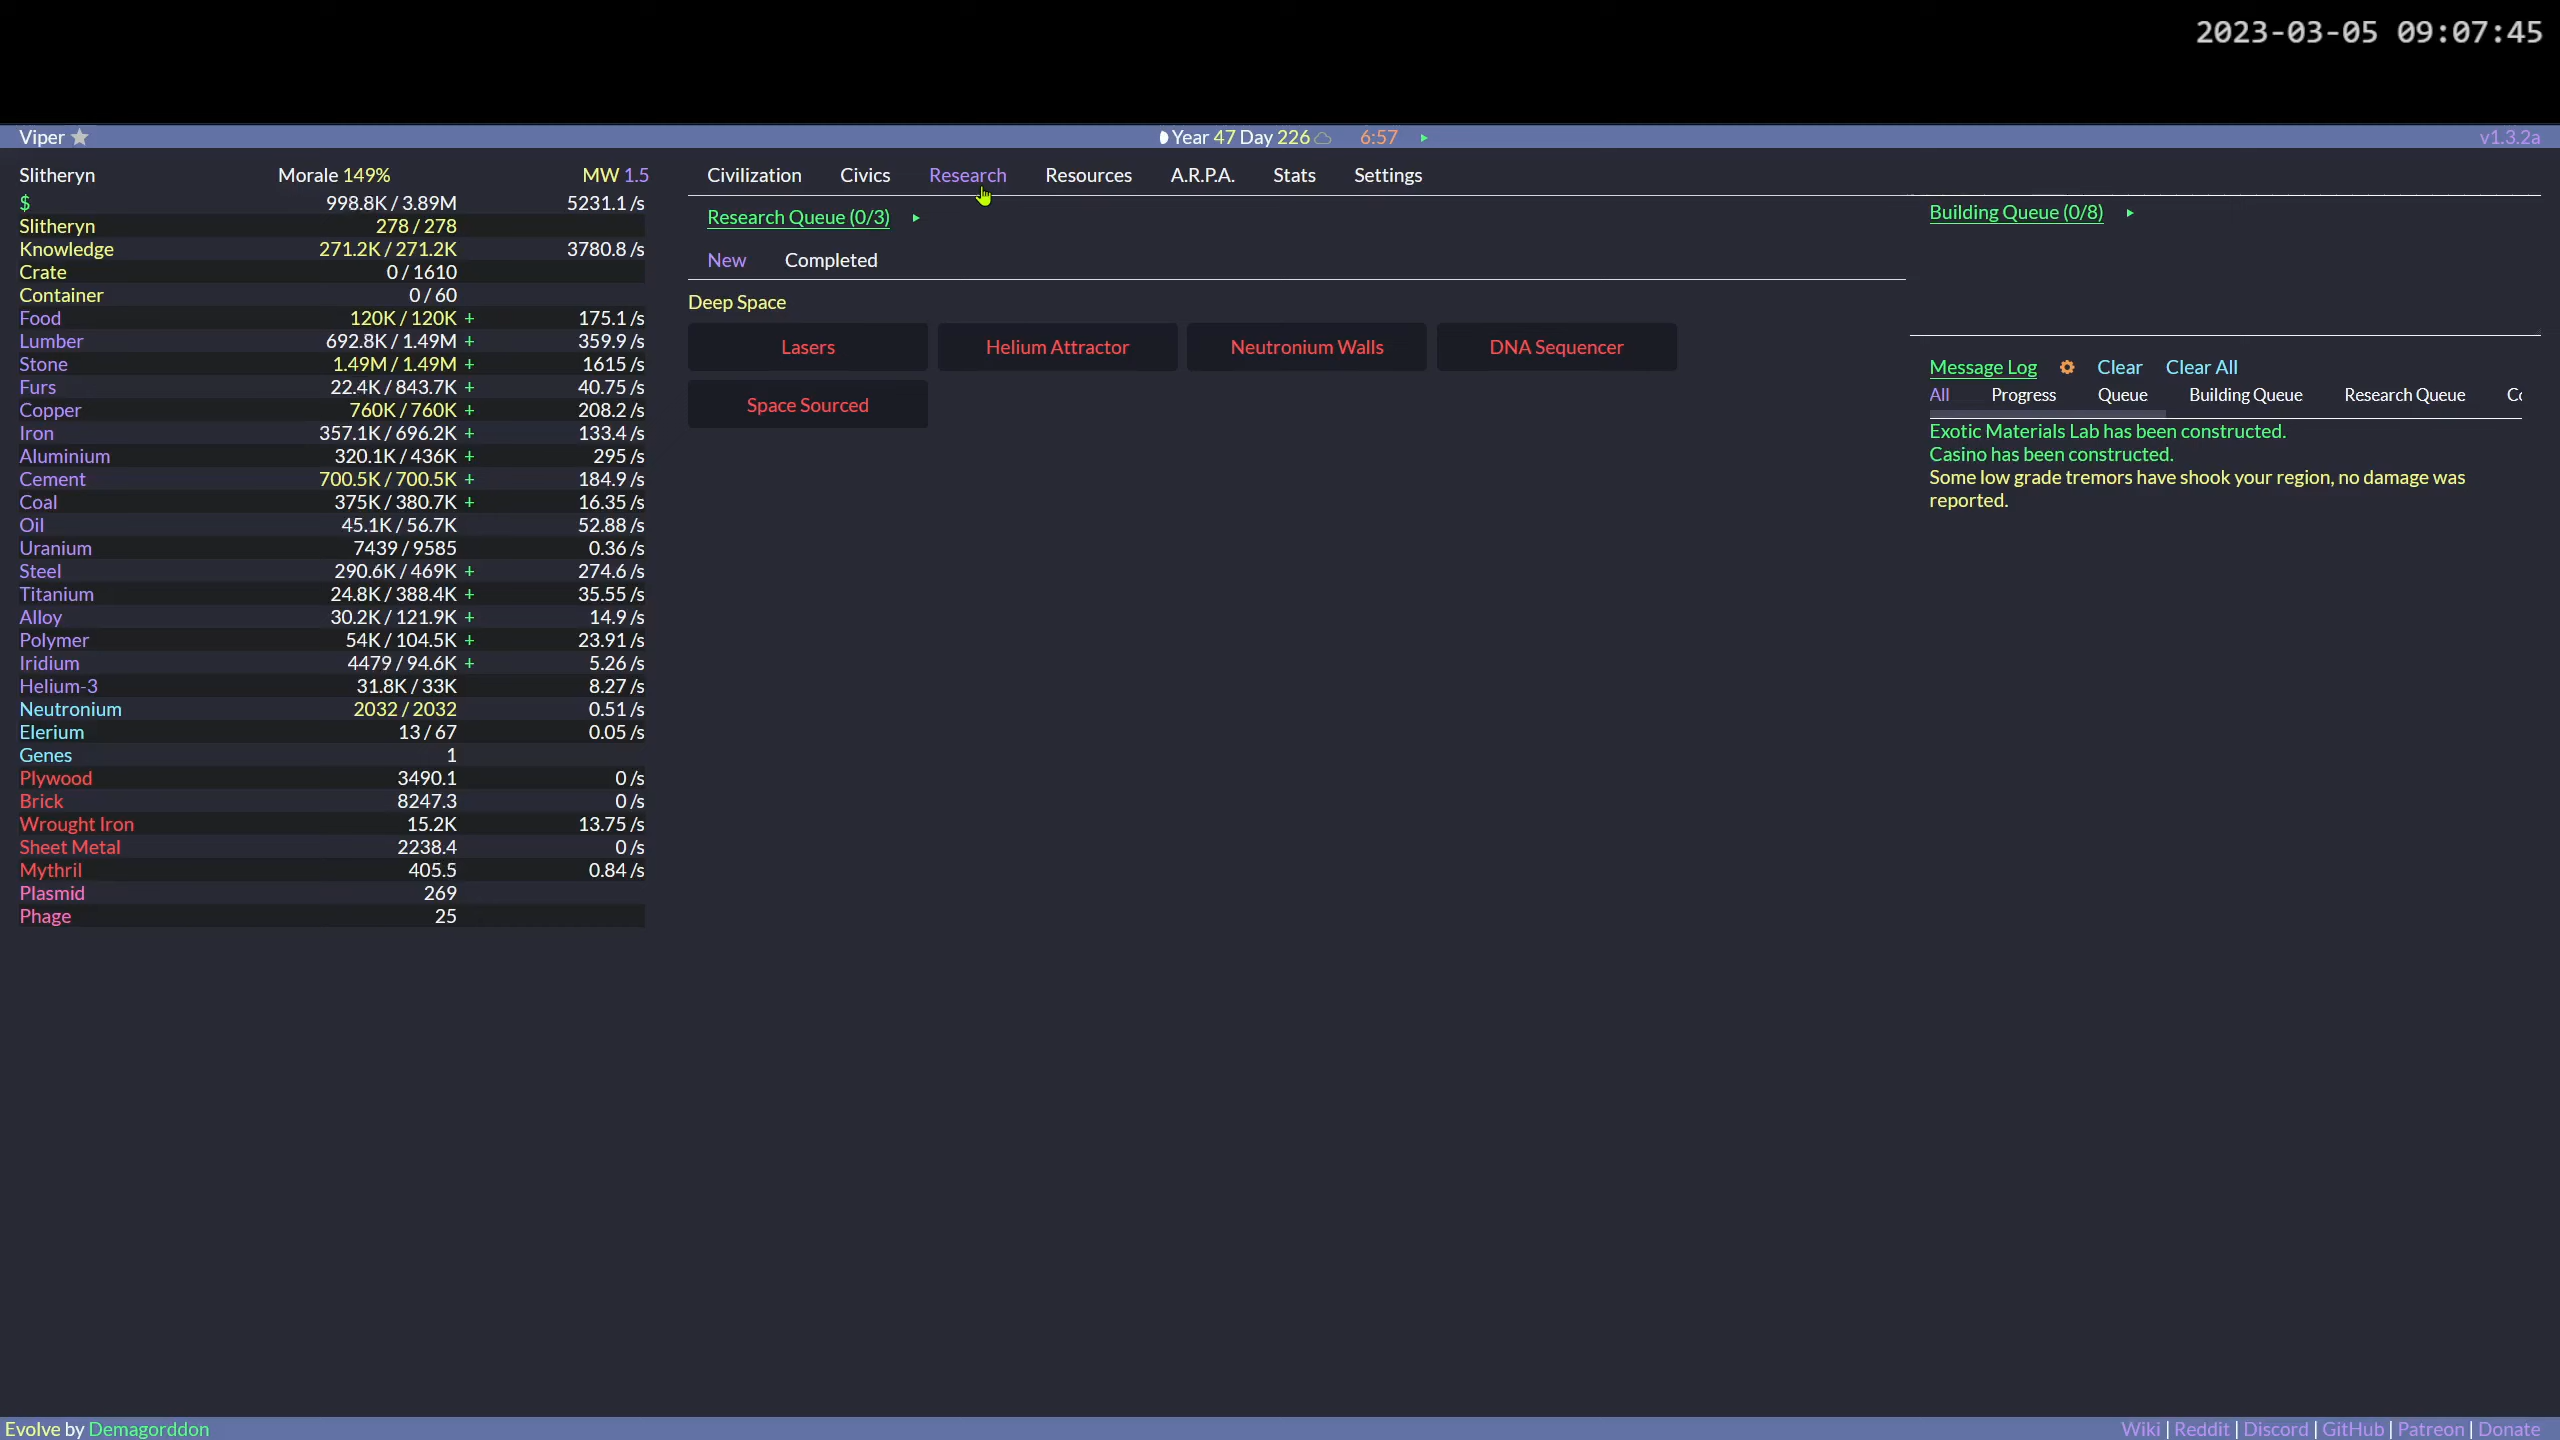 2023-03-05 09:07:45
Viper
Year 47 Day 226 6:57
v1.3.2a
Slitheryn Morale 149% MW 1.5
$ 998.8K / 3.89M 5231.1 /s
Slitheryn 278 / 278
Knowledge 271.2K / 271.2K 3780.8 /s
Crate 0 / 1610
Container 0 / 60
Food 120K / 120K + 175.1 /s
Lumber 692.8K / 1.49M + 359.9 /s
Stone 1.49M / 1.49M + 1615 /s
Furs 22.4K / 843.7K + 40.75 /s
Copper 760K / 760K + 208.2 /s
Iron 357.1K / 696.2K + 133.4 /s
Aluminium 320.1K / 436K + 295 /s
Cement 700.5K / 700.5K + 184.9 /s
Coal 375K / 380.7K + 16.35 /s
Oil 45.1K / 56.7K 52.88 /s
Uranium 7439 / 9585 0.36 /s
Steel 290.6K / 469K + 274.6 /s
Titanium 24.8K / 388.4K + 35.55 /s
Alloy 30.2K / 121.9K + 14.9 /s
Polymer 54K / 104.5K + 23.91 /s
Iridium 4479 / 94.6K + 5.26 /s
Helium-3 31.8K / 33K 8.27 /s
Neutronium 2032 / 2032 0.51 /s
Elerium 13 / 67 0.05 /s
Genes 1
Plywood 3490.1 0 /s
Brick 8247.3 0 /s
Wrought Iron 15.2K 13.75 /s
Sheet Metal 2238.4 0 /s
Mythril 405.5 0.84 /s
Plasmid 269
Phage 25
Civilization Civics Research Resources A.R.P.A. Stats Settings
Research Queue (0/3)
New Completed
Deep Space
Lasers Helium Attractor Neutronium Walls DNA Sequencer
Space Sourced
Building Queue (0/8)
Message Log Clear Clear All
All Progress Queue Building Queue Research Queue
Exotic Materials Lab has been constructed.
Casino has been constructed.
Some low grade tremors have shook your region, no damage was
reported.
Evolve by Demagorddon
Wiki | Reddit | Discord | GitHub | Patreon | Donate